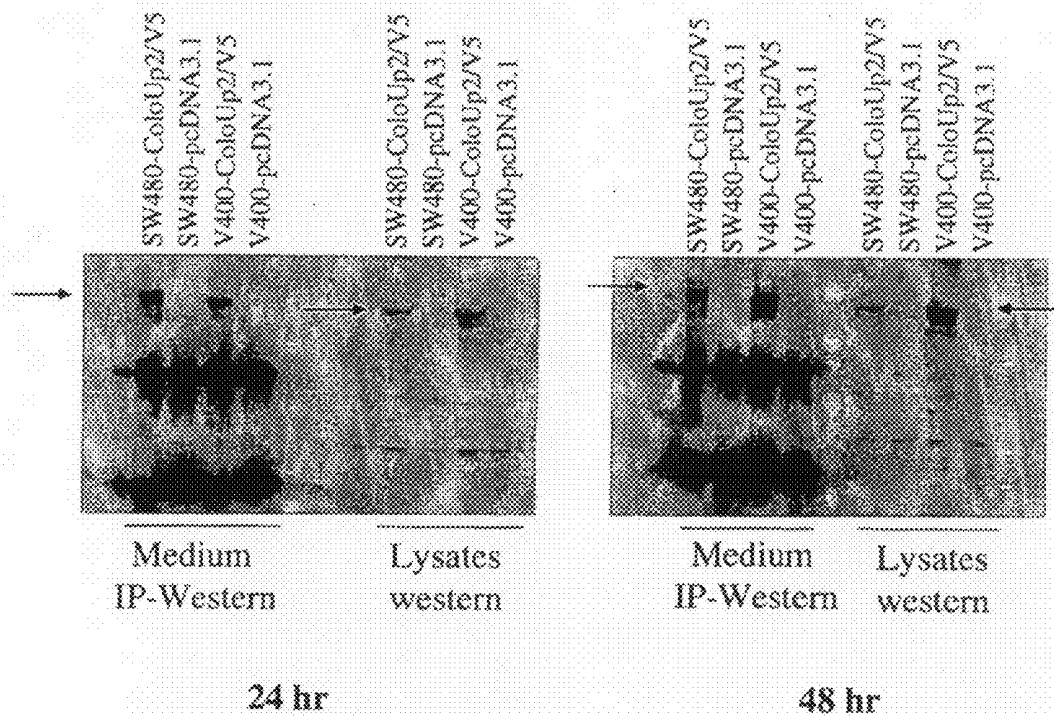 SW480-ColoUp2/V5
SW480-pcDNA3.1
V400-ColoUp2/V5
V400-pcDNA3.1
SW480-ColoUp2/V5
SW480-pcDNA3.1
V400-ColoUp2/V5
V400-pcDNA3.1
SW480-ColoUp2/V5
SW480-pcDNA3.1
V400-ColoUp2/V5
V400-pcDNA3.1
SW480-ColoUp2/V5
SW480-pcDNA3.1
V400-ColoUp2/V5
V400-pcDNA3.1
Medium
IP-Western
Lysates
western
Medium
IP-Western
Lysates
western
24 hr
48 hr